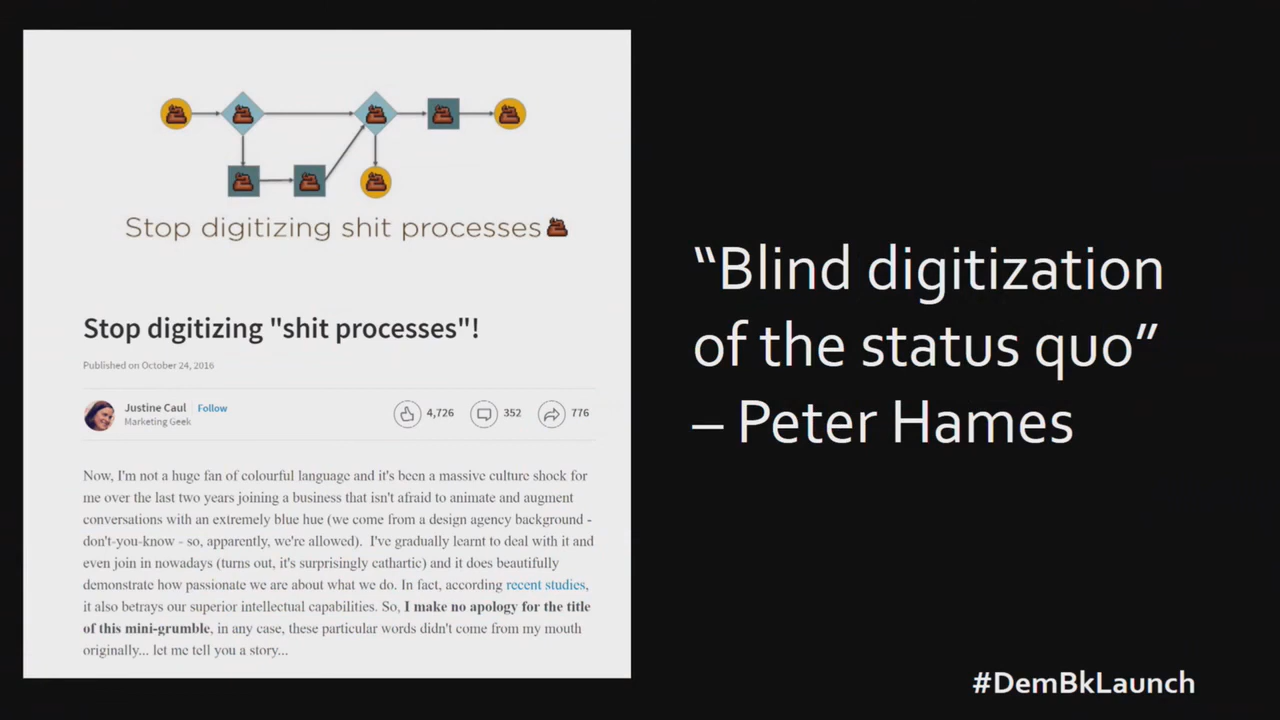 Stop digitizing shit processes
Stop digitizing "shit processes"!
Published on October 24, 2016
Justine Caul Follow
Marketing Geek
4,726 352 776
Now, I'm not a huge fan of colourful language and it's been a massive culture shock for
me over the last two years joining a business that isn't afraid to animate and augment
conversations with an extremely blue hue (we come from a design agency background -
don't-you-know - so, apparently, we're allowed). I've gradually learnt to deal with it and
even join in nowadays (turns out, it's surprisingly cathartic) and it does beautifully
demonstrate how passionate we are about what we do. In fact, according recent studies,
it also betrays our superior intellectual capabilities. So, I make no apology for the title
of this mini-grumble, in any case, these particular words didn't come from my mouth
originally... let me tell you a story...
“Blind digitization
of the status quo”
– Peter Hames
#DemBkLaunch